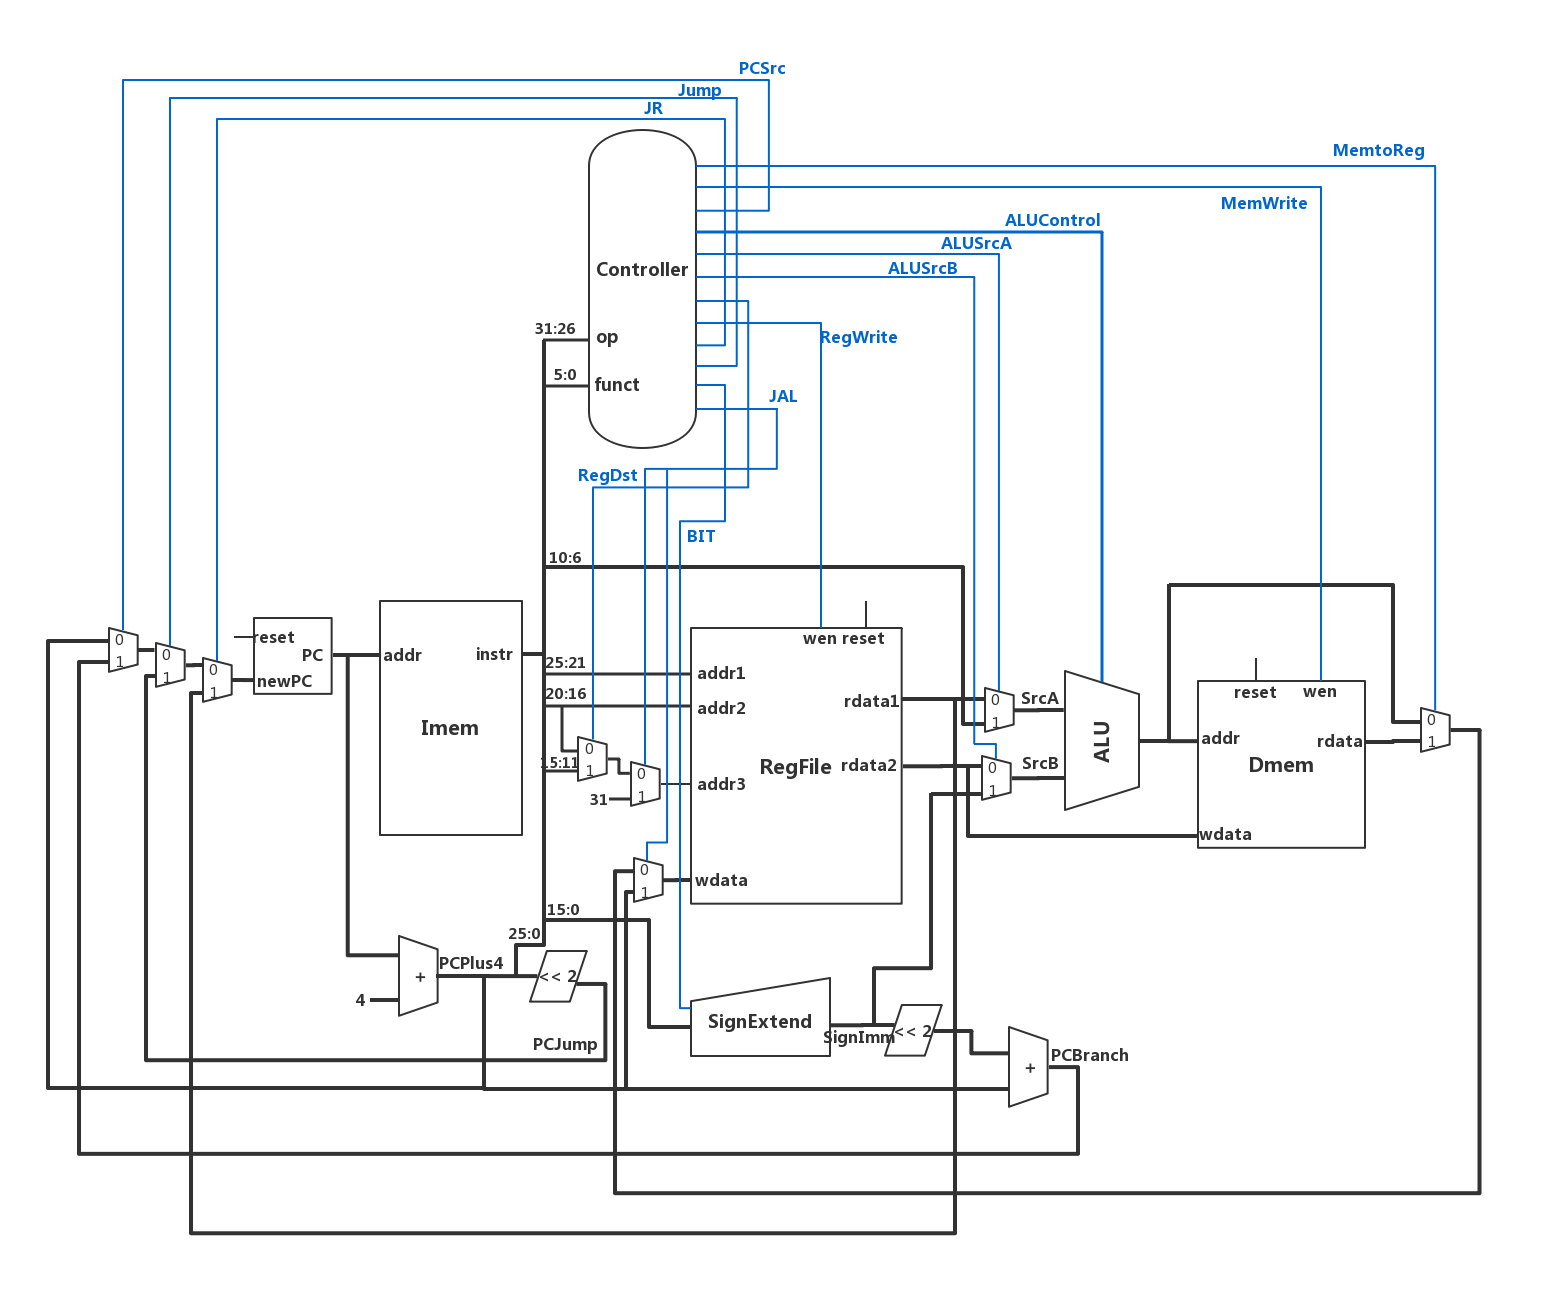 PCSrc
Jump
JR
MemtoReg
MemWrite
ALUControl
ALUSrcA
ALUSrcB
Controller
31:26
op
RegWrite
5:0
funct
JAL
RegDst
BIT
10:6
0
1
0
1
0
1
reset
PC
newPC
addr
instr
Imem
25:21
20:16
15:11
0
1
31
0
1
wen
reset
addr1
addr2
rdata1
RegFile
rdata2
addr3
wdata
0
1
0
1
SrcA
0
1
SrcB
ALU
reset
wen
addr
rdata
Dmem
wdata
0
1
15:0
25:0
PCPlus4
+
4
<< 2
PCJump
SignExtend
SignImm
<< 2
+
PCBranch